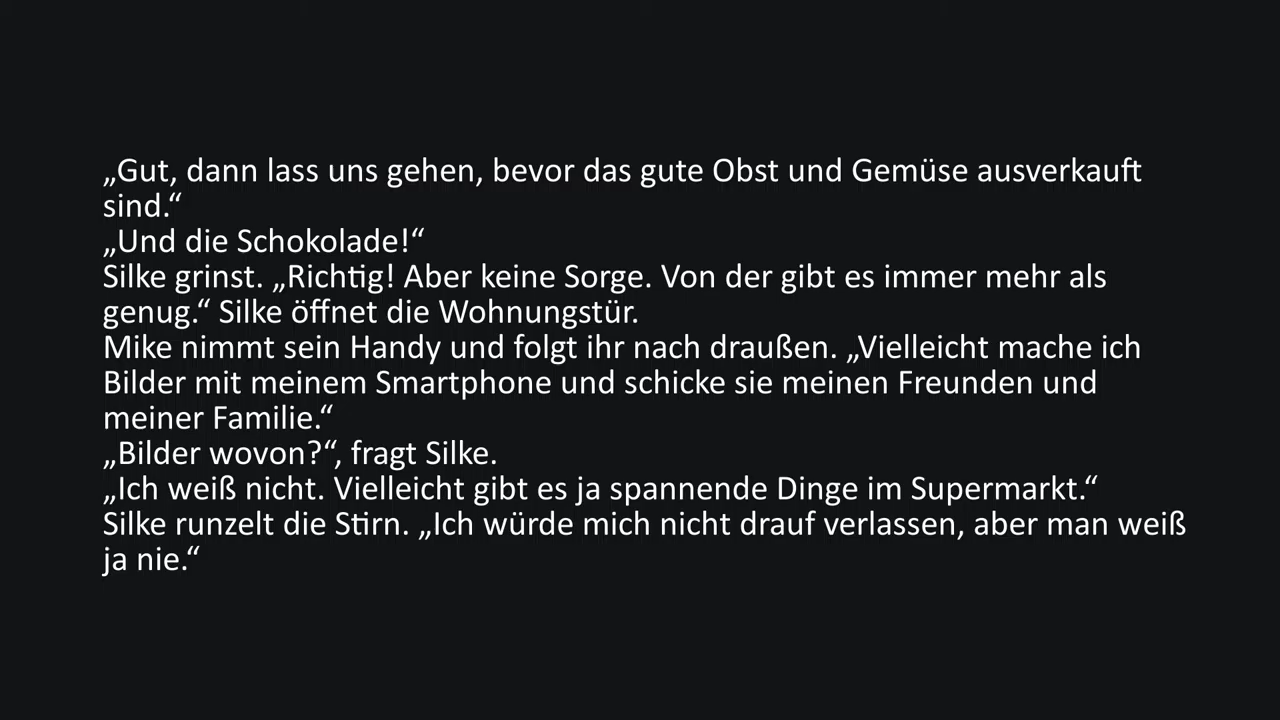 „Gut, dann lass uns gehen, bevor das gute Obst und Gemüse ausverkauft
sind.“
„Und die Schokolade!“
Silke grinst. „Richtig! Aber keine Sorge. Von der gibt es immer mehr als
genug.“ Silke öffnet die Wohnungstür.
Mike nimmt sein Handy und folgt ihr nach draußen. „Vielleicht mache ich
Bilder mit meinem Smartphone und schicke sie meinen Freunden und
meiner Familie.“
„Bilder wovon?“, fragt Silke.
„Ich weiß nicht. Vielleicht gibt es ja spannende Dinge im Supermarkt.“
Silke runzelt die Stirn. „Ich würde mich nicht drauf verlassen, aber man weiß
ja nie.“